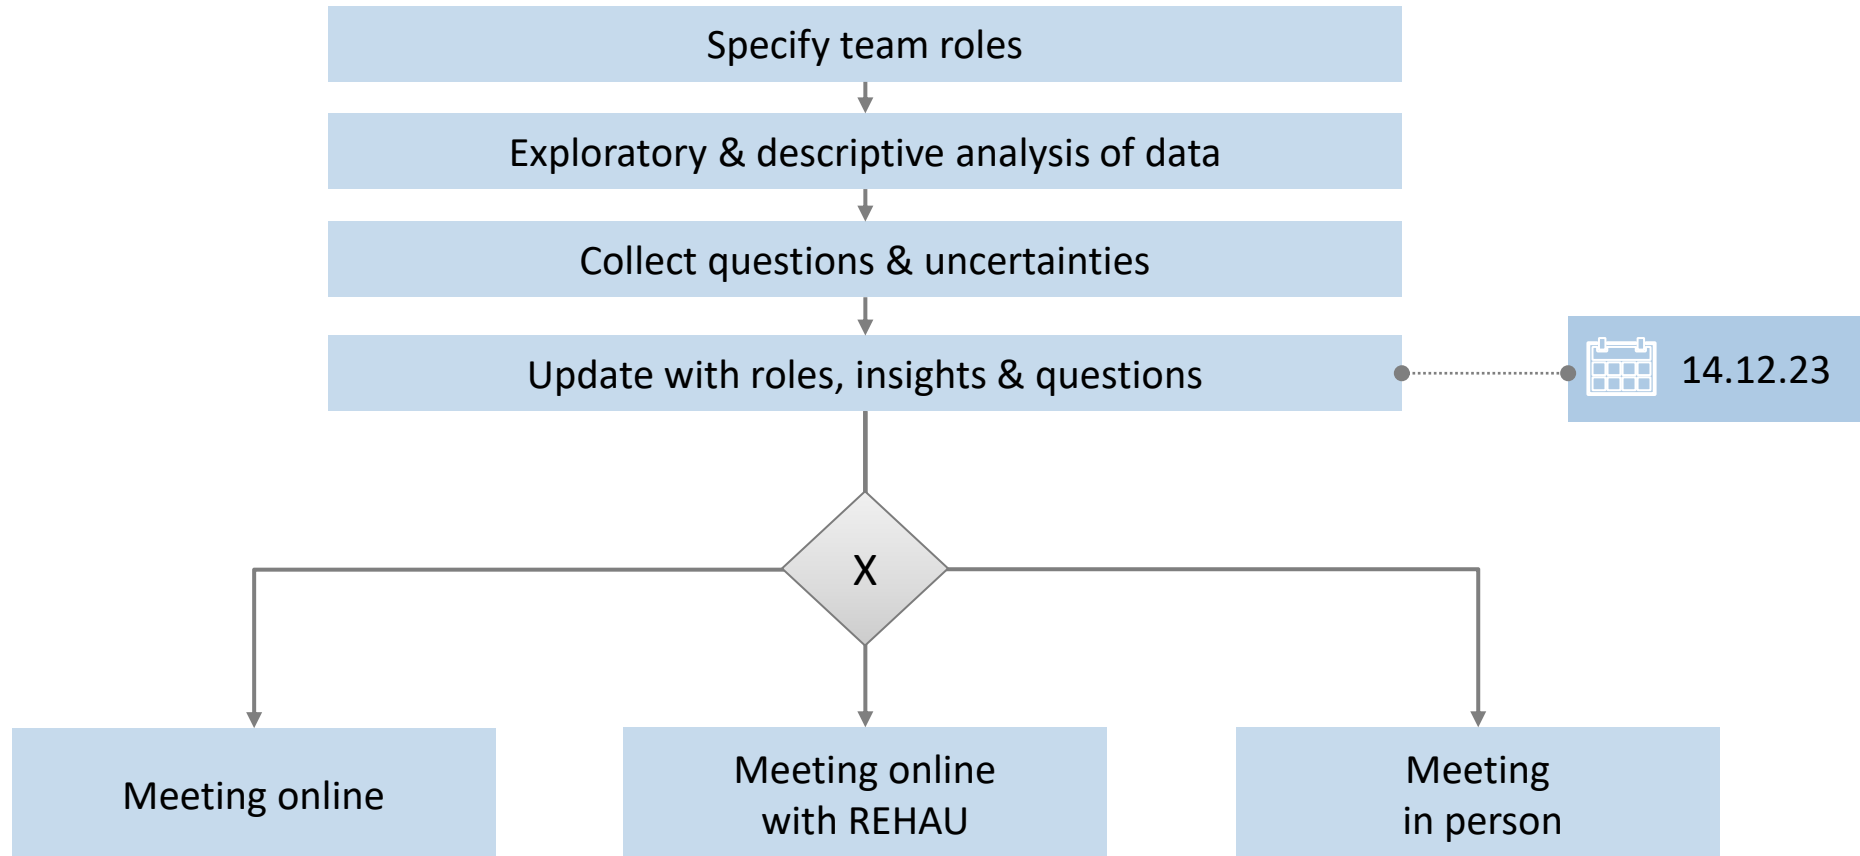 Specify team roles
Exploratory & descriptive analysis of data
Collect questions & uncertainties
Update with roles, insights & questions
14.12.23
X
Meeting online
Meeting online
with REHAU
Meeting
in person